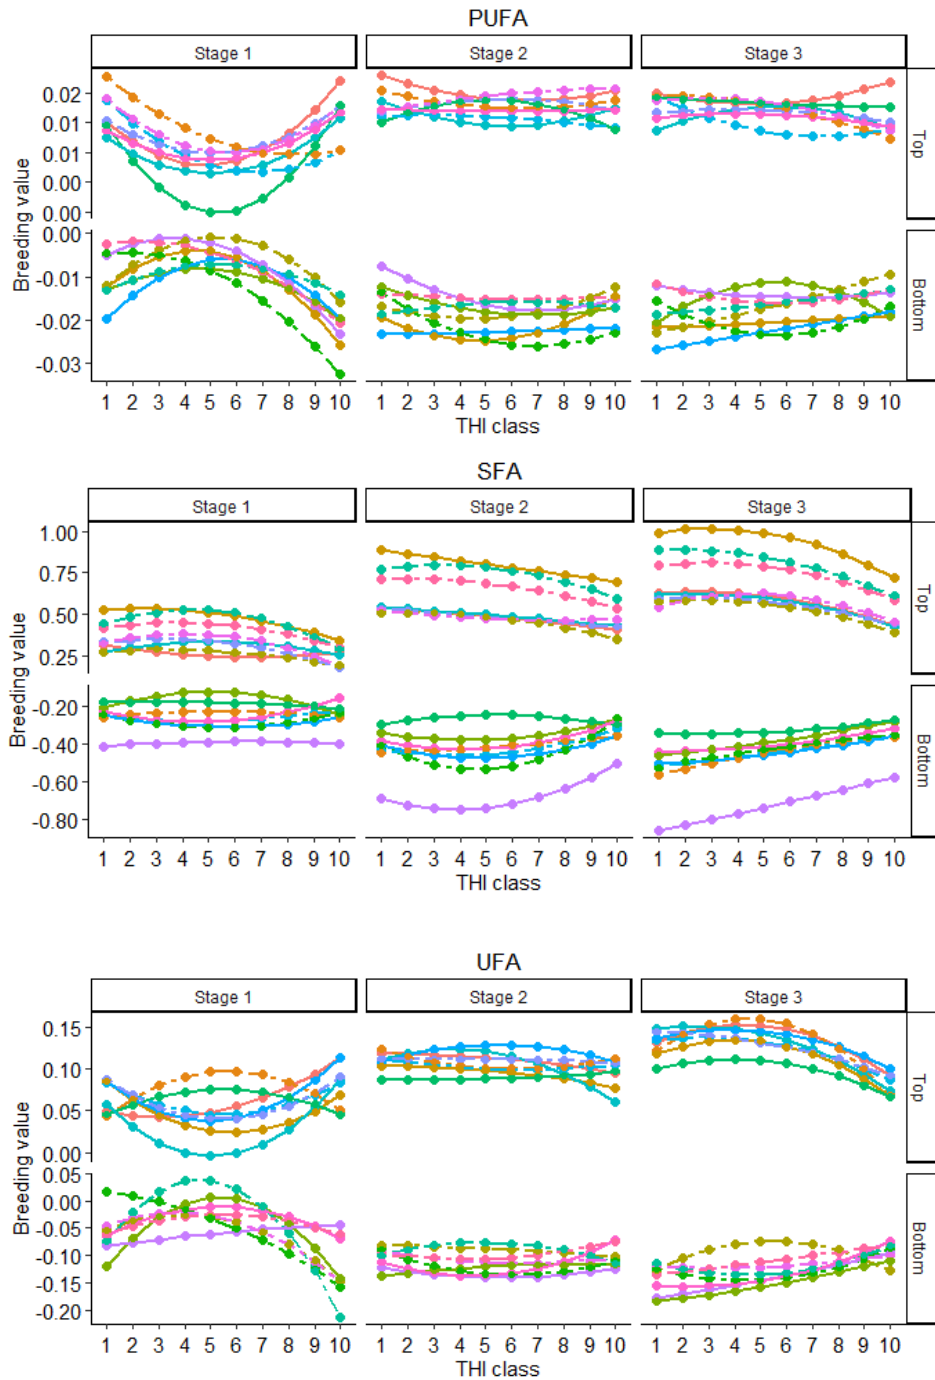 PUFA
Stage 1 Stage 2 Stage 3
0.02
0.01
0.01
0.00
0.00
Top
Breeding value
0.00
-0.01
-0.02
-0.03
Bottom
Breeding value
1 2 3 4 5 6 7 8 9 10 1 2 3 4 5 6 7 8 9 10 1 2 3 4 5 6 7 8 9 10
THI class
SFA
Stage 1 Stage 2 Stage 3
1.00
0.75
0.50
0.25
Top
Breeding value
-0.20
-0.40
-0.60
-0.80
Bottom
1 2 3 4 5 6 7 8 9 10 1 2 3 4 5 6 7 8 9 10 1 2 3 4 5 6 7 8 9 10
THI class
UFA
Stage 1 Stage 2 Stage 3
0.15
0.10
0.05
0.00
Top
Breeding value
0.05
0.00
-0.05
-0.10
-0.15
-0.20
Bottom
Breeding value
1 2 3 4 5 6 7 8 9 10 1 2 3 4 5 6 7 8 9 10 1 2 3 4 5 6 7 8 9 10
THI class